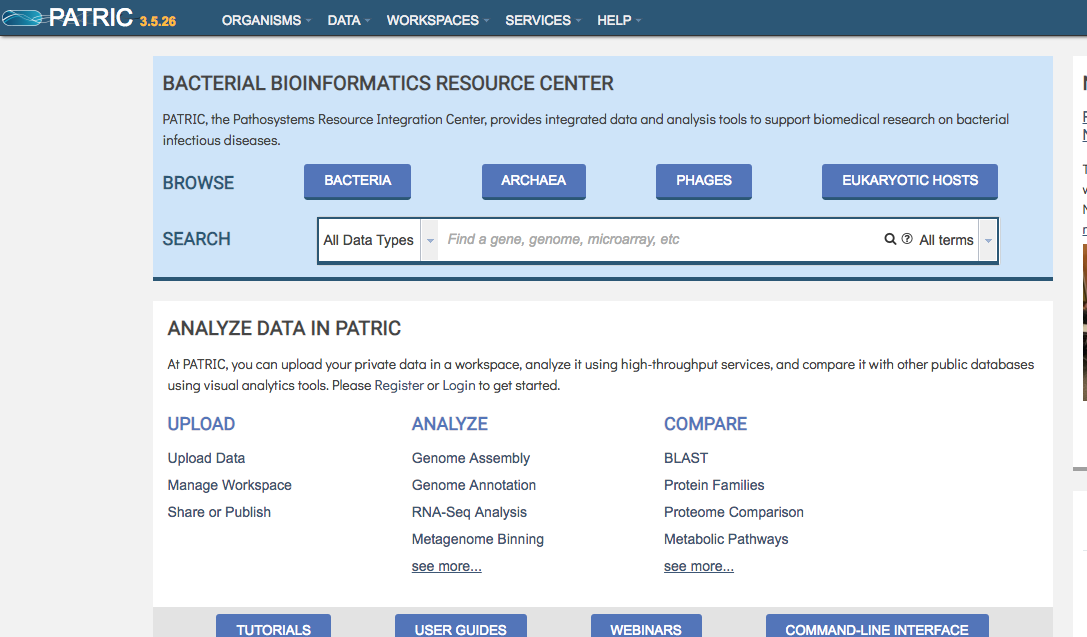 PATRIC 3.5.26 ORGANISMS DATA WORKSPACES SERVICES HELP
BACTERIAL BIOINFORMATICS RESOURCE CENTER
PATRIC, the Pathosystems Resource Integration Center, provides integrated data and analysis tools to support biomedical research on bacterial
infectious diseases.
BROWSE BACTERIA ARCHAEA PHAGES EUKARYOTIC HOSTS
SEARCH All Data Types Find a gene, genome, microarray, etc All terms
ANALYZE DATA IN PATRIC
At PATRIC, you can upload your private data in a workspace, analyze it using high-throughput services, and compare it with other public databases
using visual analytics tools. Please Register or Login to get started.
UPLOAD
Upload Data
Manage Workspace
Share or Publish
ANALYZE
Genome Assembly
Genome Annotation
RNA-Seq Analysis
Metagenome Binning
see more...
COMPARE
BLAST
Protein Families
Proteome Comparison
Metabolic Pathways
see more...
TUTORIALS USER GUIDES WEBINARS COMMAND-LINE INTERFACE